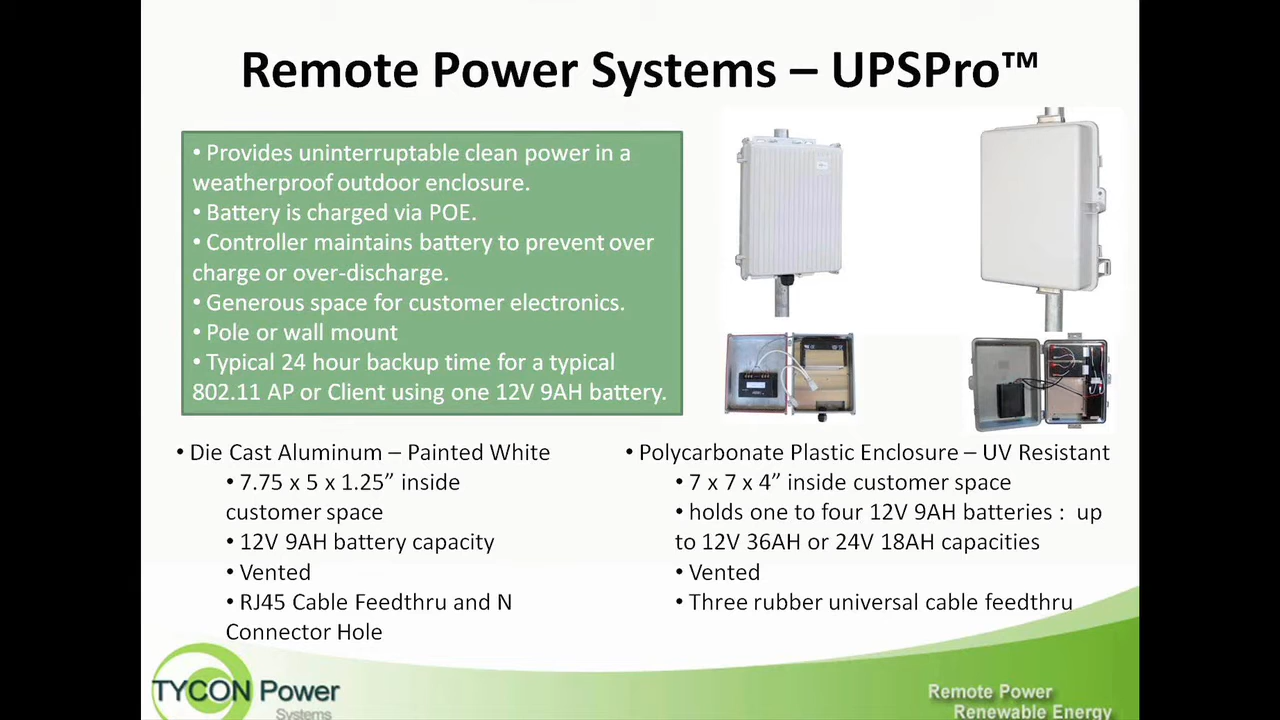 Remote Power Systems – UPSPro™
• Provides uninterruptable clean power in a
weatherproof outdoor enclosure.
• Battery is charged via POE.
• Controller maintains battery to prevent over
charge or over-discharge.
• Generous space for customer electronics.
• Pole or wall mount
• Typical 24 hour backup time for a typical
802.11 AP or Client using one 12V 9AH battery.
• Die Cast Aluminum – Painted White
• 7.75 x 5 x 1.25” inside
customer space
• 12V 9AH battery capacity
• Vented
• RJ45 Cable Feedthru and N
Connector Hole
• Polycarbonate Plastic Enclosure – UV Resistant
• 7 x 7 x 4” inside customer space
• holds one to four 12V 9AH batteries : up
to 12V 36AH or 24V 18AH capacities
• Vented
• Three rubber universal cable feedthru
TYCON Power
Systems
Remote Power
Renewable Energy